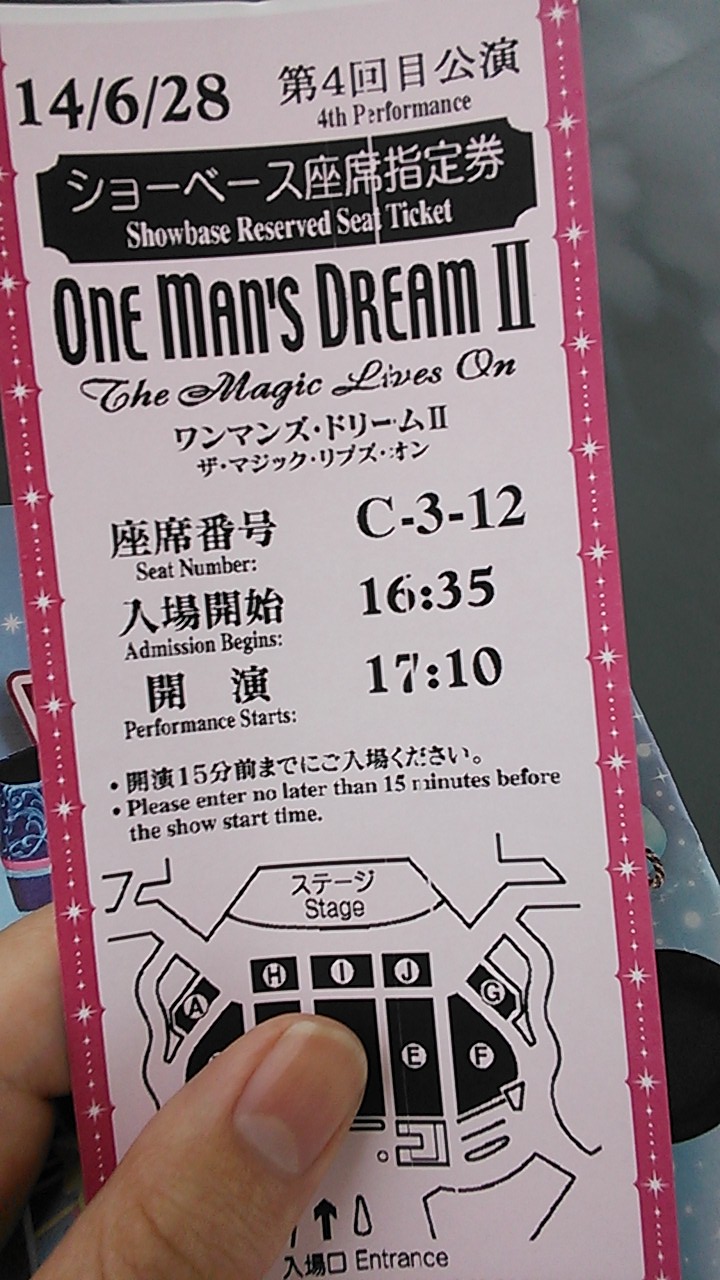 14/6/28 第4回目公演
4th Performance
ショーベース座席指定券
Showbase Reserved Seat Ticket
ONE MAN'S DREAM II
The Magic Lives On
ワンマンズ・ドリームⅡ
ザ・マジック・リブズ・オン
座席番号 C-3-12
Seat Number:
入場開始 16:35
Admission Begins:
開 演 17:10
Performance Starts:
・開演15分前までにご入場ください。
・Please enter no later than 15 minutes before
the show start time.
ステージ
Stage
H I J
A G
E F
入場口 Entrance